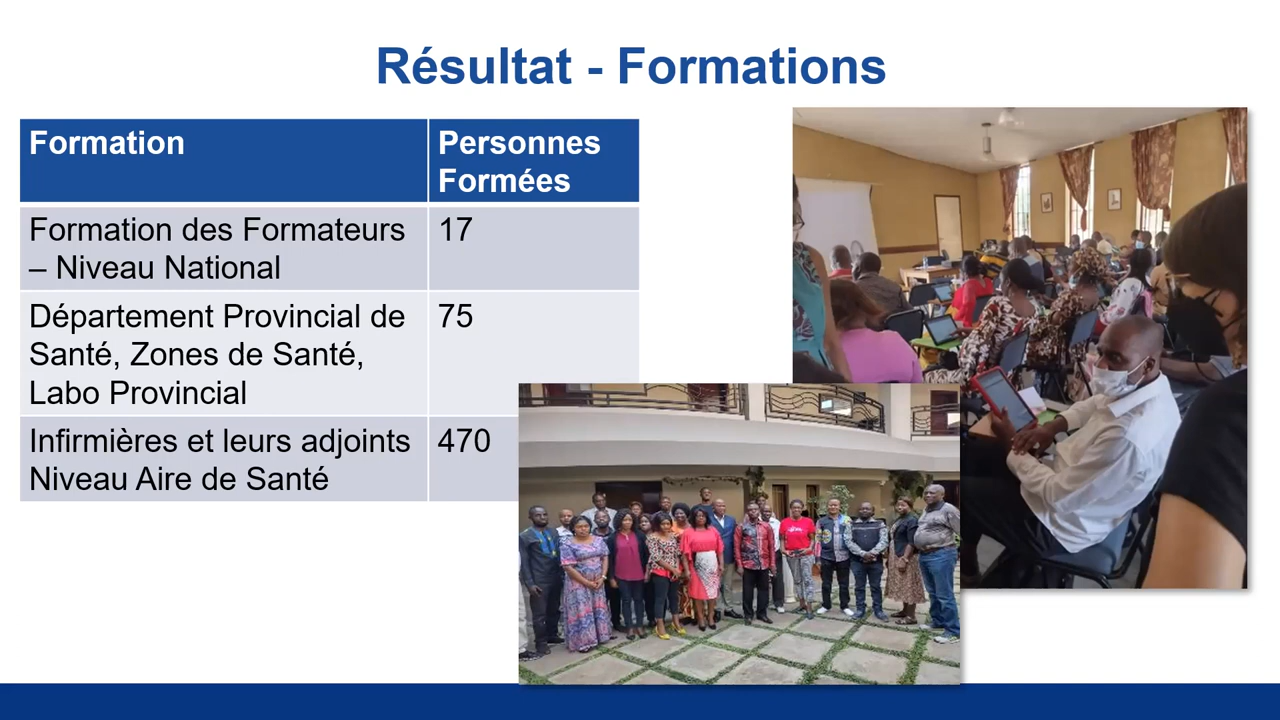 Résultat - Formations
Formation
Personnes
Formées
Formation des Formateurs
– Niveau National
17
Département Provincial de
Santé, Zones de Santé,
Labo Provincial
75
Infirmières et leurs adjoints
Niveau Aire de Santé
470